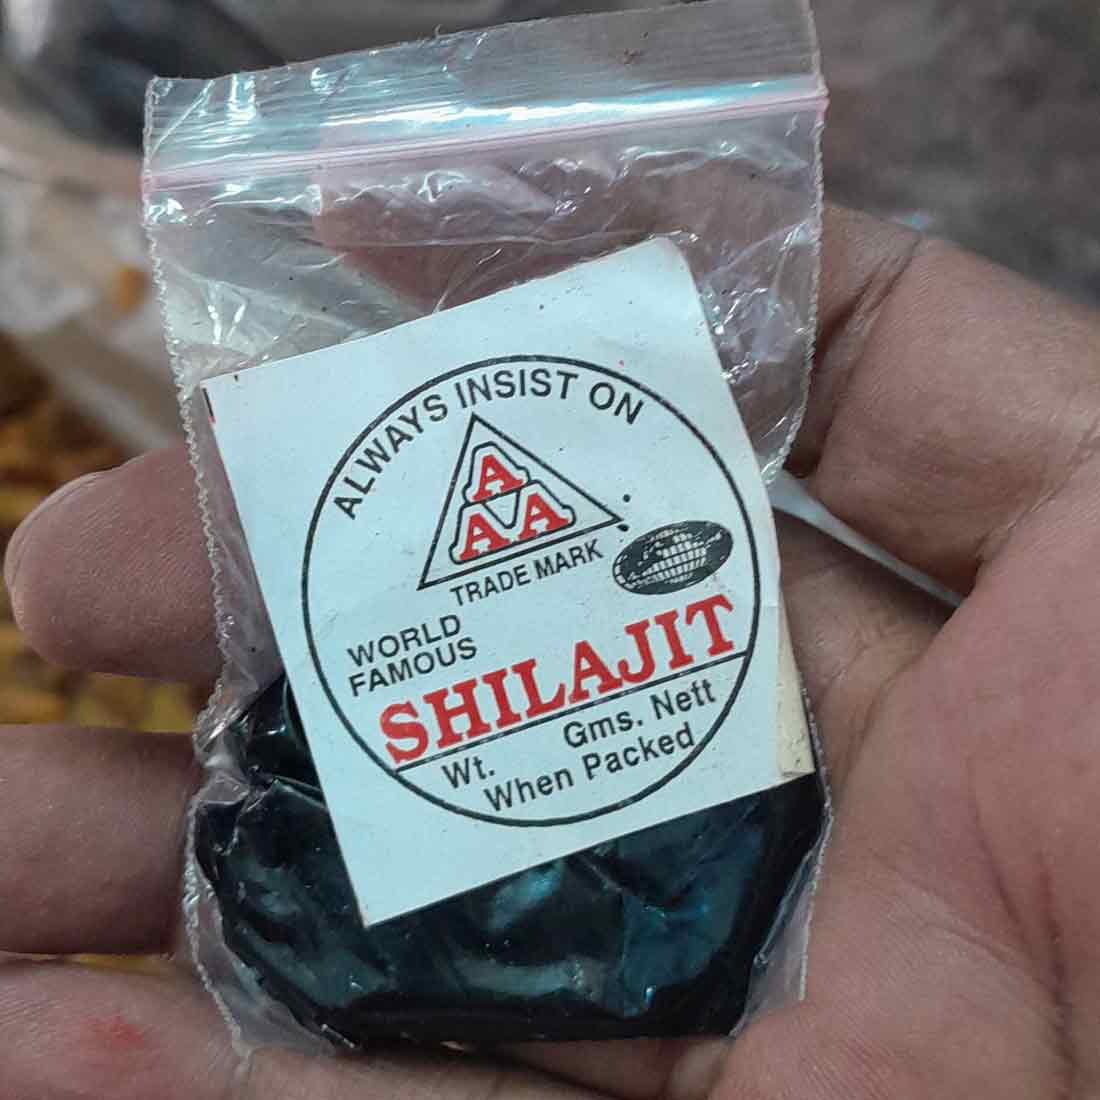 ALWAYS INSIST ON
A
AAA
TRADE MARK
WORLD
FAMOUS
SHILAJIT
Wt. Gms. Nett
When Packed